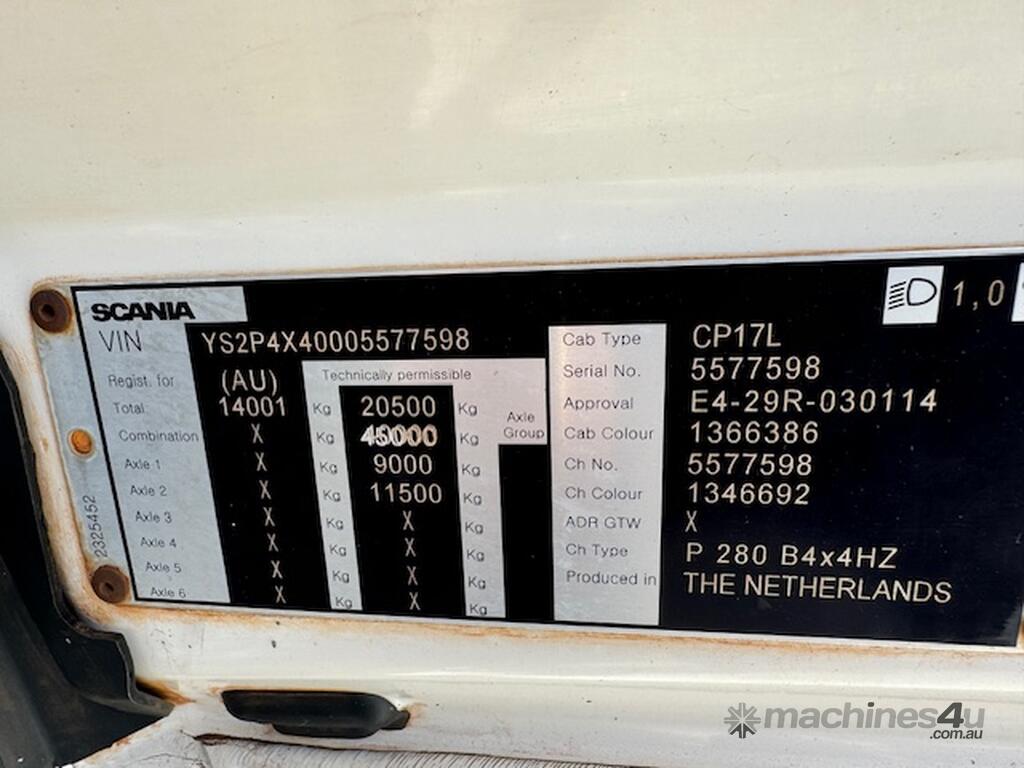 SCANIA
1,0
VIN YS2P4X40005577598
Regist. for (AU) Technically permissible
Total 14001 Kg 20500 Kg Axle Group
Combination X Kg Kg
Axle 1 X Kg 9000 Kg
Axle 2 X Kg 11500 Kg
Axle 3 X Kg X Kg
Axle 4 X Kg X Kg
Axle 5 X Kg X Kg
Axle 6 X Kg X Kg
2325452
Cab Type CP17L
Serial No. 5577598
Approval E4-29R-030114
Cab Colour 1366386
Ch No. 5577598
Ch Colour 1346692
ADR GTW X
Ch Type P 280 B4x4HZ
Produced in THE NETHERLANDS
machines4u
.com.au